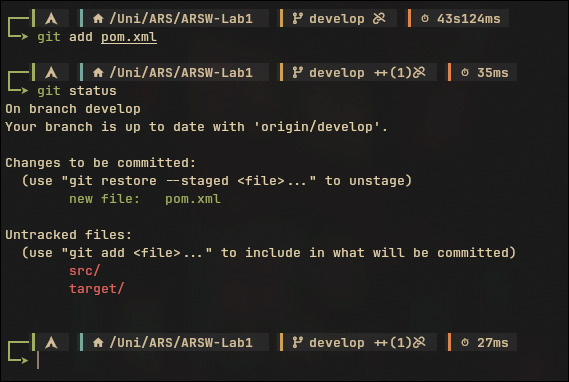 /Uni/ARS/ARSW-Lab1 develop 43s124ms
git add pom.xml
/Uni/ARS/ARSW-Lab1 develop ++(1) 35ms
git status
On branch develop
Your branch is up to date with 'origin/develop'.
Changes to be committed:
(use "git restore --staged <file>..." to unstage)
new file: pom.xml
Untracked files:
(use "git add <file>..." to include in what will be committed)
src/
target/
/Uni/ARS/ARSW-Lab1 develop ++(1) 27ms